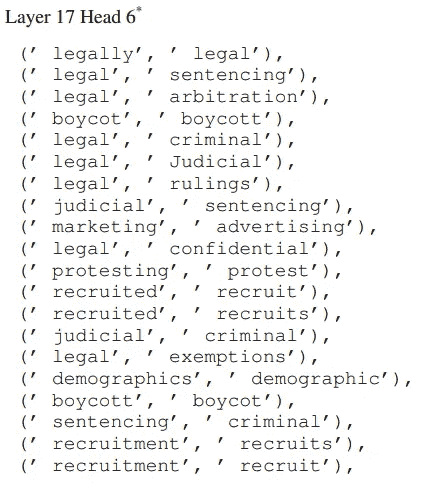 Layer 17 Head 6*
(’ legally’, ’ legal’),
(’ legal’, ’ sentencing’),
(’ legal’, ’ arbitration’),
(’ boycot’, ’ boycott’),
(’ legal’, ’ criminal’),
(’ legal’, ’ Judicial’),
(’ legal’, ’ rulings’),
(’ judicial’, ’ sentencing’),
(’ marketing’, ’ advertising’),
(’ legal’, ’ confidential’),
(’ protesting’, ’ protest’),
(’ recruited’, ’ recruit’),
(’ recruited’, ’ recruits’),
(’ judicial’, ’ criminal’),
(’ legal’, ’ exemptions’),
(’ demographics’, ’ demographic’),
(’ boycott’, ’ boycot’),
(’ sentencing’, ’ criminal’),
(’ recruitment’, ’ recruits’),
(’ recruitment’, ’ recruit’),